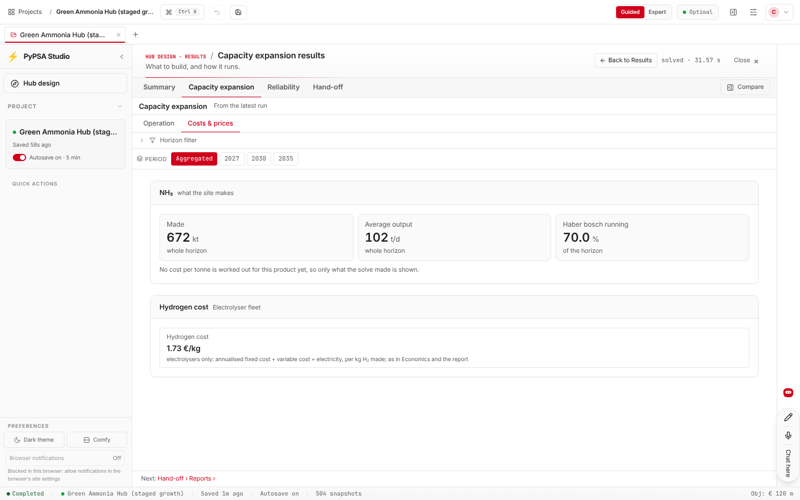 Projects / Green Ammonia Hub (staged gr... Ctrl K Guided Expert Optimal C
Green Ammonia Hub (sta... × +
PyPSA Studio
Hub design
PROJECT
Green Ammonia Hub (stag...
Saved 58s ago
Autosave on · 5 min
QUICK ACTIONS
HUB DESIGN · RESULTS / Capacity expansion results
What to build, and how it runs.
← Back to Results solved · 31.57 s Close ×
Summary Capacity expansion Reliability Hand-off Compare
Capacity expansion From the latest run
Operation Costs & prices
Horizon filter
PERIOD Aggregated 2027 2030 2035
NH₃ what the site makes
Made
672 kt
whole horizon
Average output
102 t/d
whole horizon
Haber bosch running
70.0 %
of the horizon
No cost per tonne is worked out for this product yet, so only what the solve made is shown.
Hydrogen cost Electrolyser fleet
Hydrogen cost
1.73 €/kg
electrolysers only: annualised fixed cost + variable cost + electricity, per kg H₂ made; as in Economics and the report
Chat here
PREFERENCES
Dark theme Comfy
Browser notifications Off
Blocked in this browser: allow notifications in the
browser's site settings
Next: Hand-off › Reports ›
Completed Green Ammonia Hub (staged growth) Saved 1m ago Autosave on 504 snapshots Obj: € 120 m